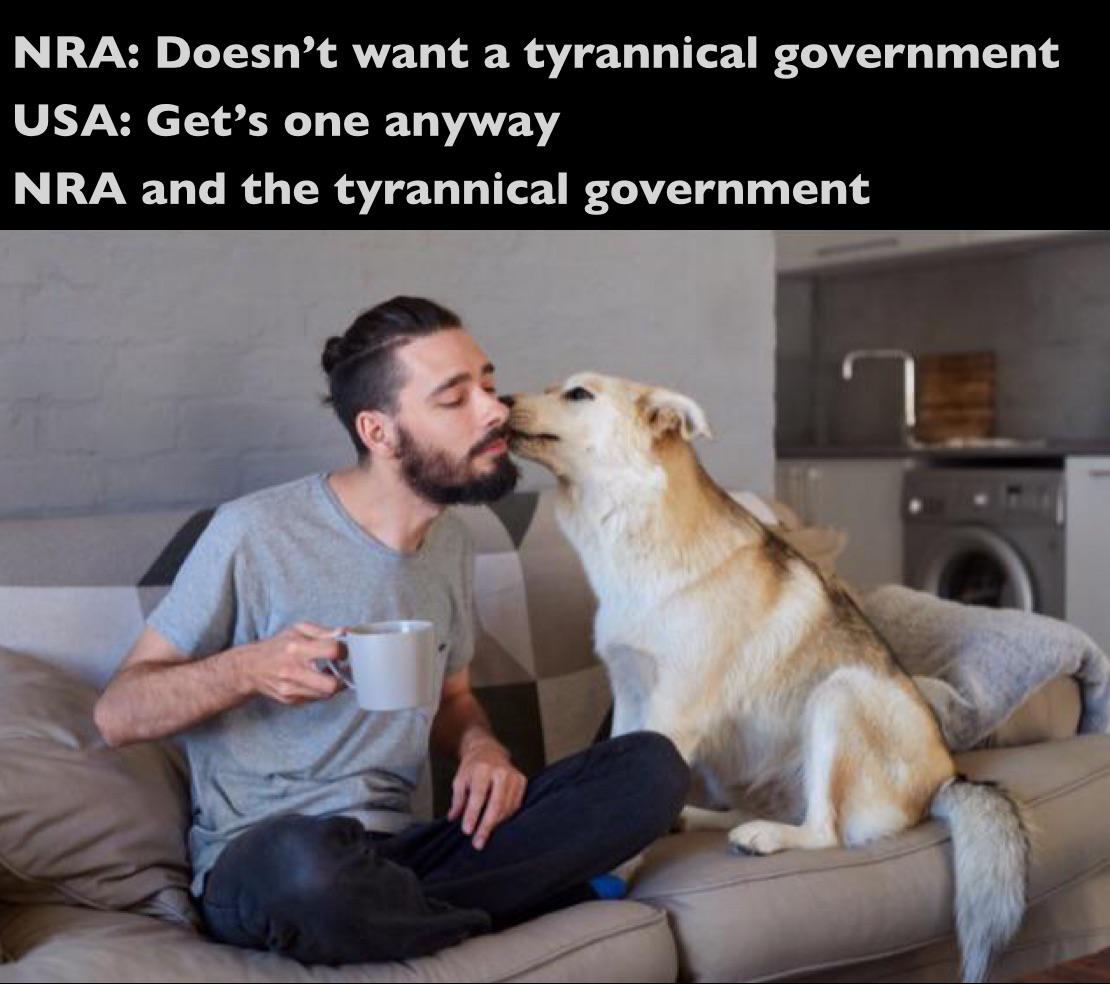 NRA: Doesn’t want a tyrannical government
USA: Get’s one anyway
NRA and the tyrannical government